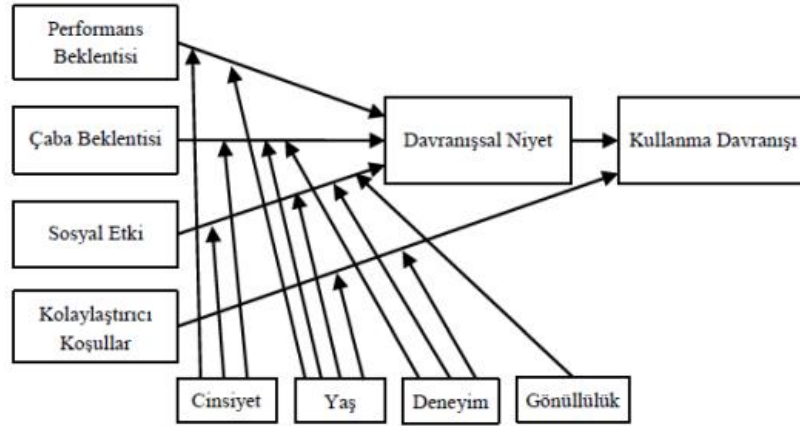 Performans
Beklentisi
Çaba Beklentisi
Davranışsal Niyet
Kullanma Davranışı
Sosyal Etki
Kolaylaştırıcı
Koşullar
Cinsiyet
Yaş
Deneyim
Gönüllülük